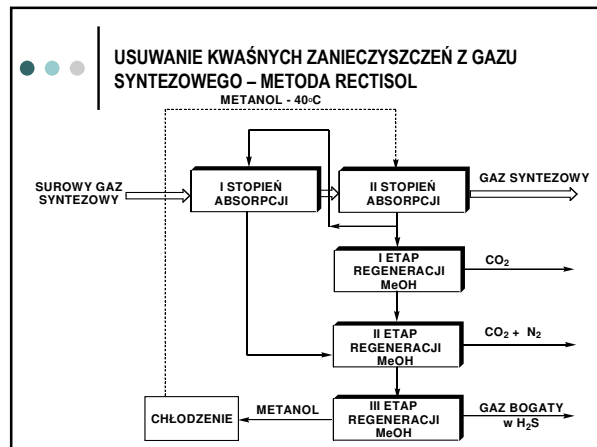 USUWANIE KWAŚNYCH ZANIECZYSZCZEŃ Z GAZU
SYNTEZOWEGO – METODA RECTISOL
METANOL - 40oC
SUROWY GAZ
SYNTEZOWY
I STOPIEŃ
ABSORPCJI
II STOPIEŃ
ABSORPCJI
GAZ SYNTEZOWY
I ETAP
REGENERACJI
MeOH
CO2
II ETAP
REGENERACJI
MeOH
CO2 + N2
CHŁODZENIE
METANOL
III ETAP
REGENERACJI
MeOH
GAZ BOGATY
w H2S